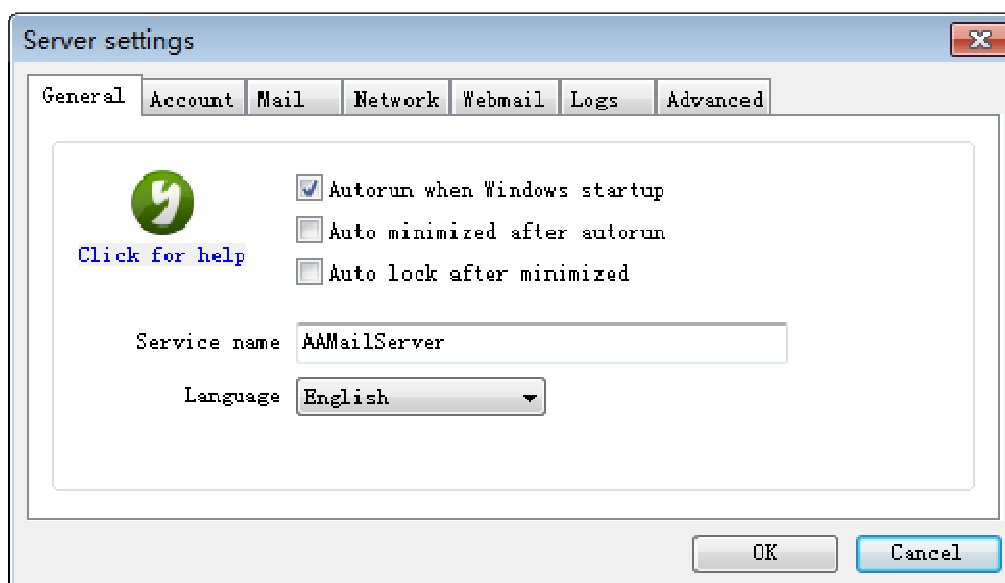 Server settings
General Account Mail Network Webmail Logs Advanced
Autorun when Windows startup
Auto minimized after autorun
Click for help
Auto lock after minimized
Service name AAMailServer
Language English
OK Cancel